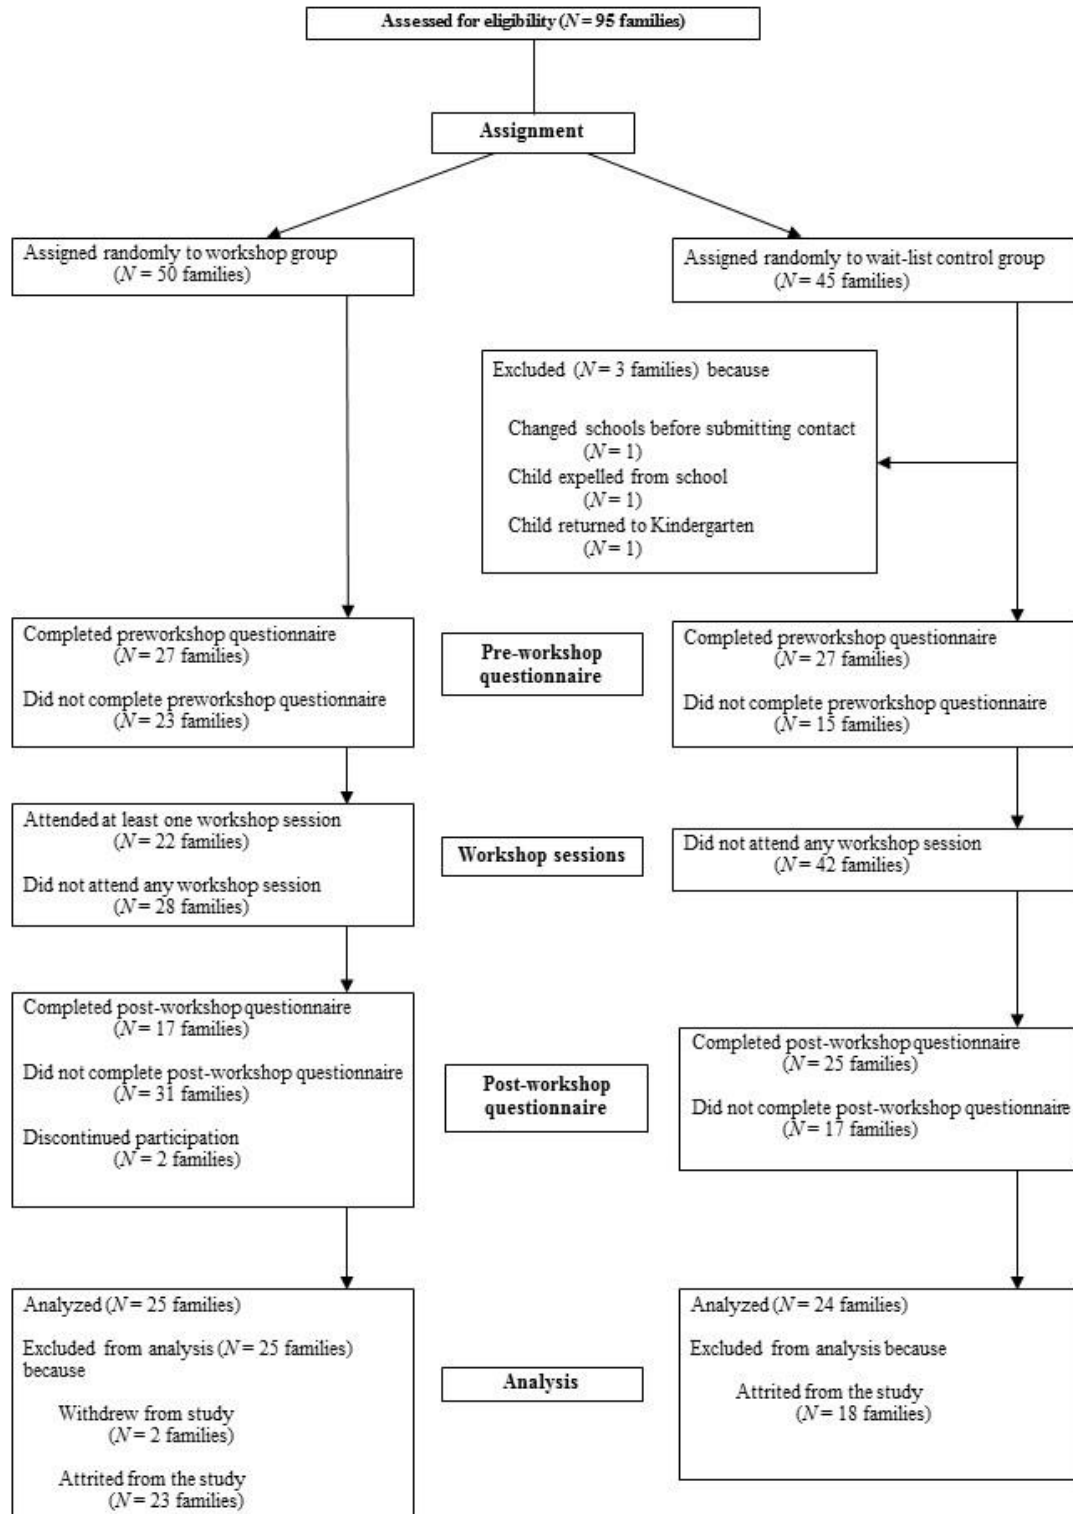 Assessed for eligibility (N = 95 families)
Assignment
Assigned randomly to workshop group
(N = 50 families)
Assigned randomly to wait-list control group
(N = 45 families)
Excluded (N = 3 families) because
Changed schools before submitting contact
(N = 1)
Child expelled from school
(N = 1)
Child returned to Kindergarten
(N = 1)
Completed preworkshop questionnaire
(N = 27 families)
Did not complete preworkshop questionnaire
(N = 23 families)
Pre-workshop
questionnaire
Completed preworkshop questionnaire
(N = 27 families)
Did not complete preworkshop questionnaire
(N = 15 families)
Attended at least one workshop session
(N = 22 families)
Did not attend any workshop session
(N = 28 families)
Workshop sessions
Did not attend any workshop session
(N = 42 families)
Completed post-workshop questionnaire
(N = 17 families)
Did not complete post-workshop questionnaire
(N = 31 families)
Discontinued participation
(N = 2 families)
Post-workshop
questionnaire
Completed post-workshop questionnaire
(N = 25 families)
Did not complete post-workshop questionnaire
(N = 17 families)
Analyzed (N = 25 families)
Excluded from analysis (N = 25 families)
because
Withdrew from study
(N = 2 families)
Attrited from the study
(N = 23 families)
Analysis
Analyzed (N = 24 families)
Excluded from analysis because
Attrited from the study
(N = 18 families)